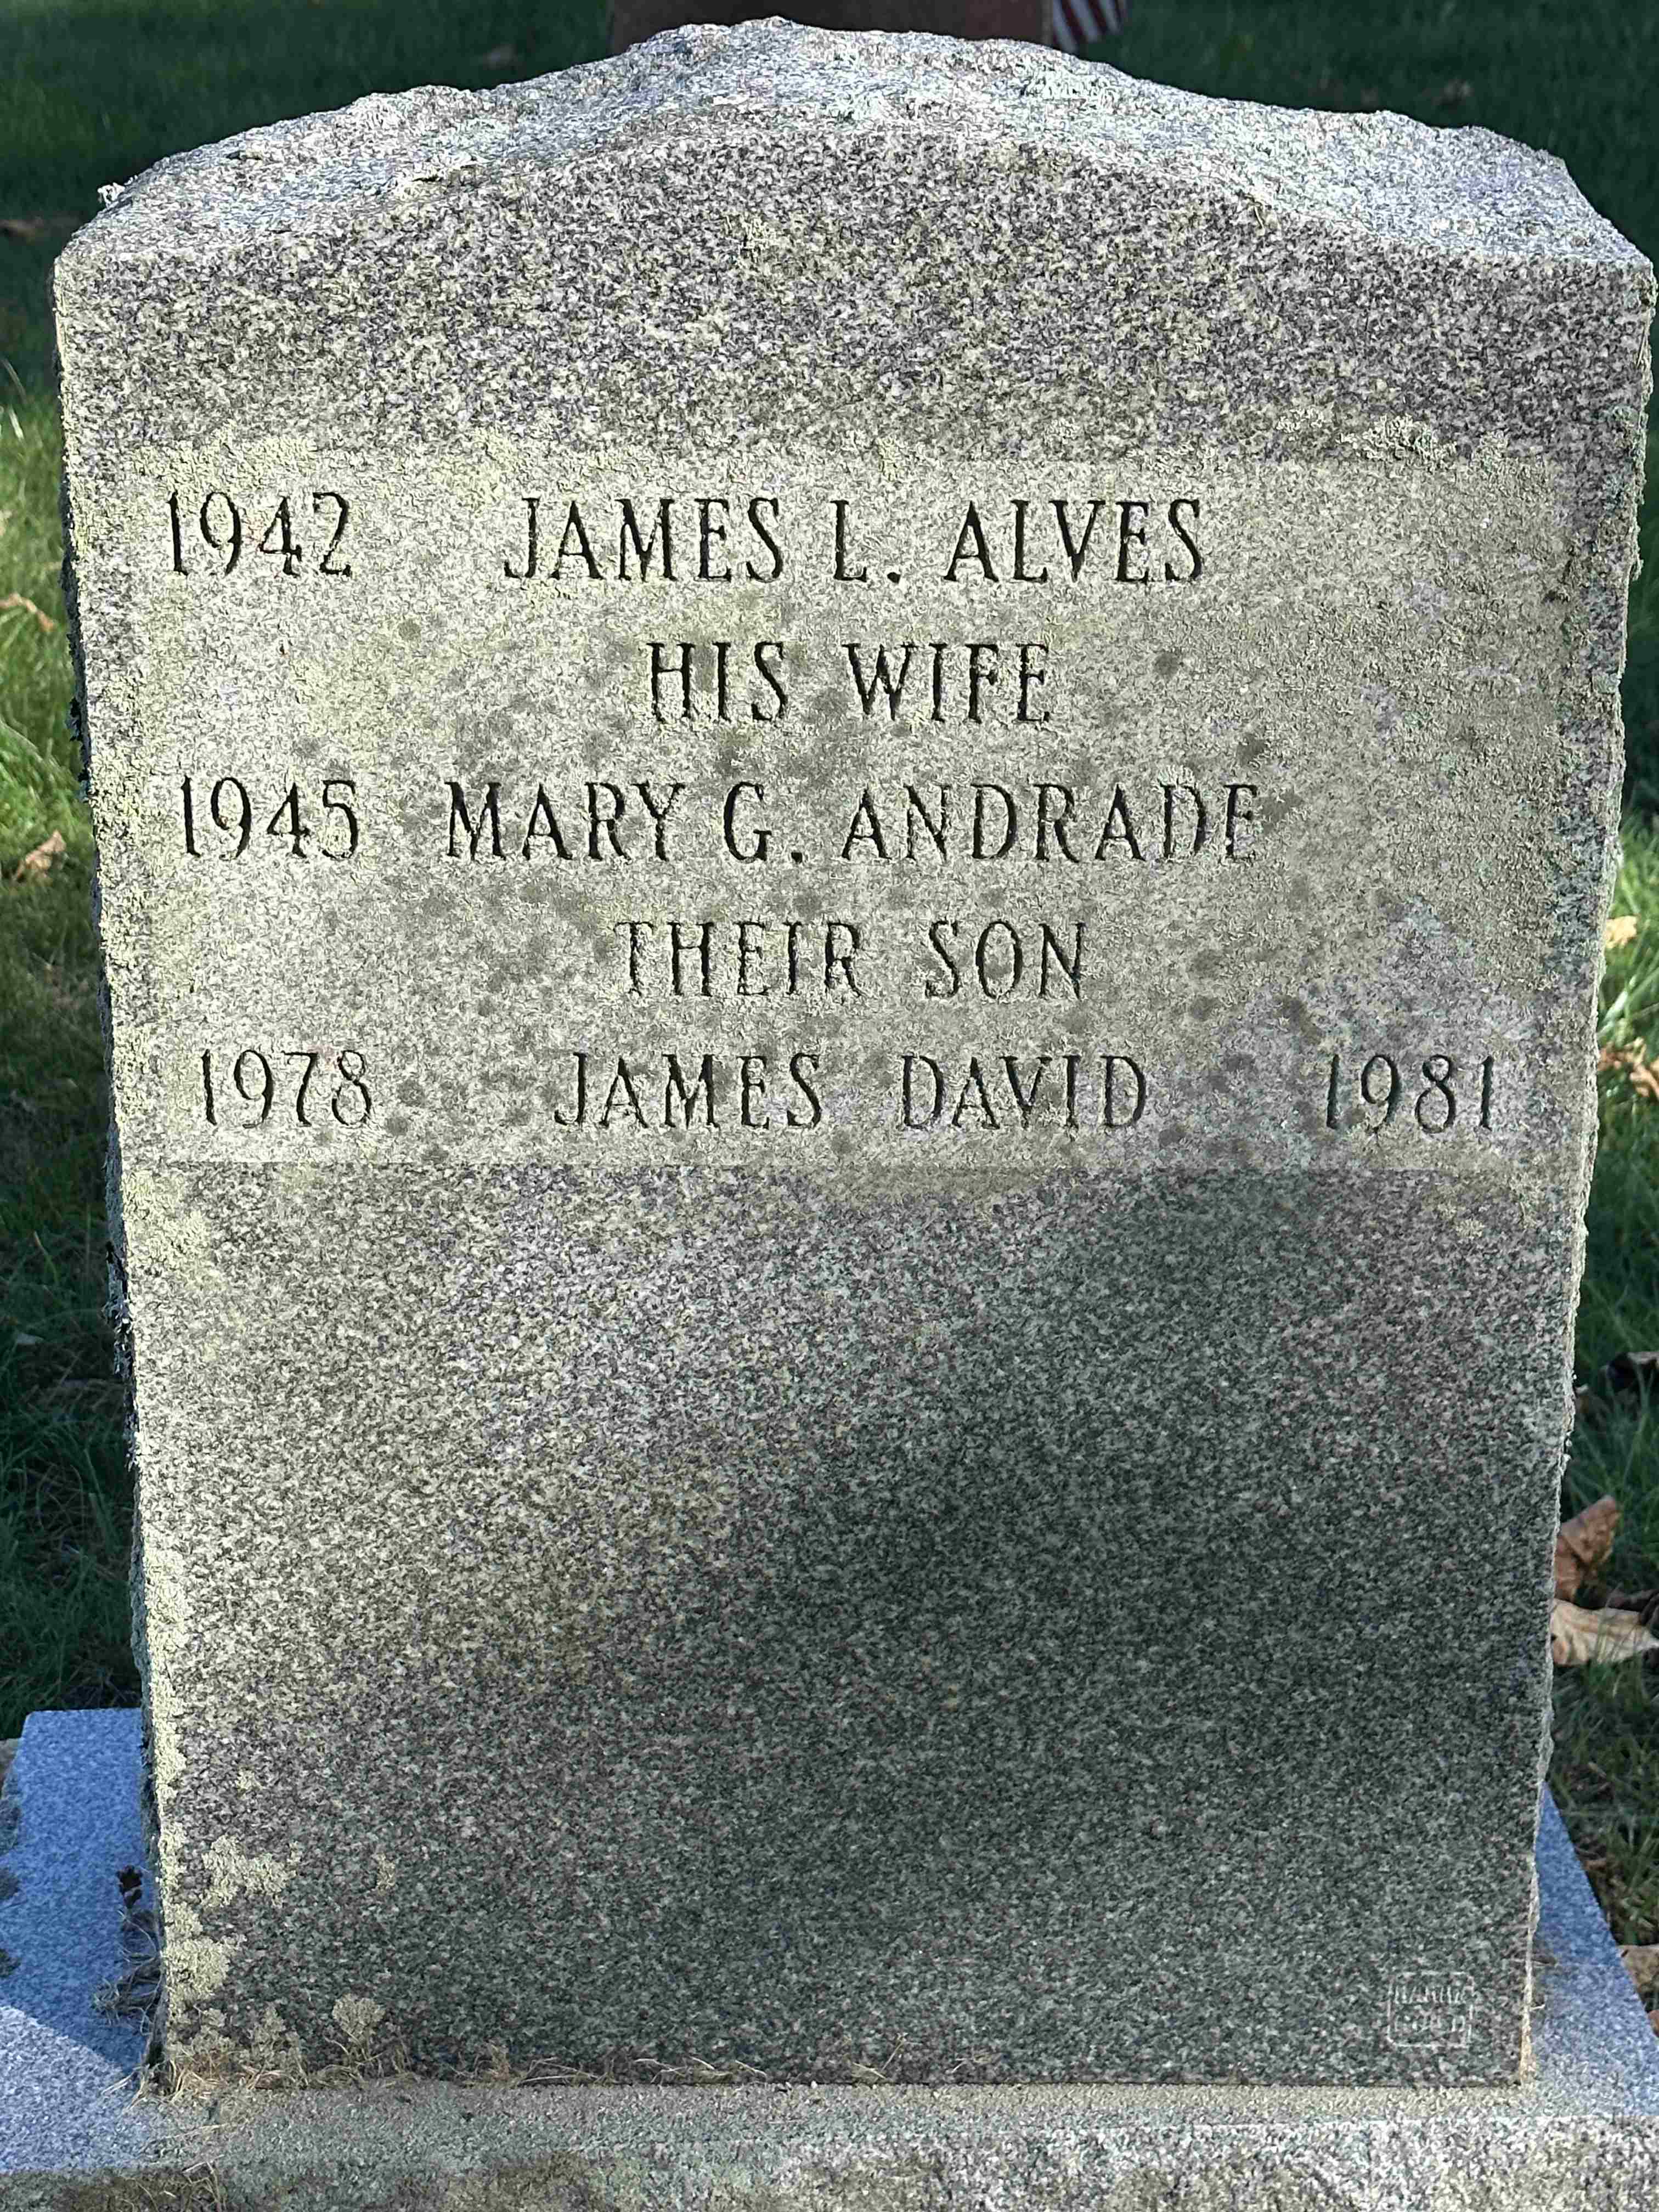 1942 JAMES L. ALVES
HIS WIFE
1945 MARY G. ANDRADE
THEIR SON
1978 JAMES DAVID 1981